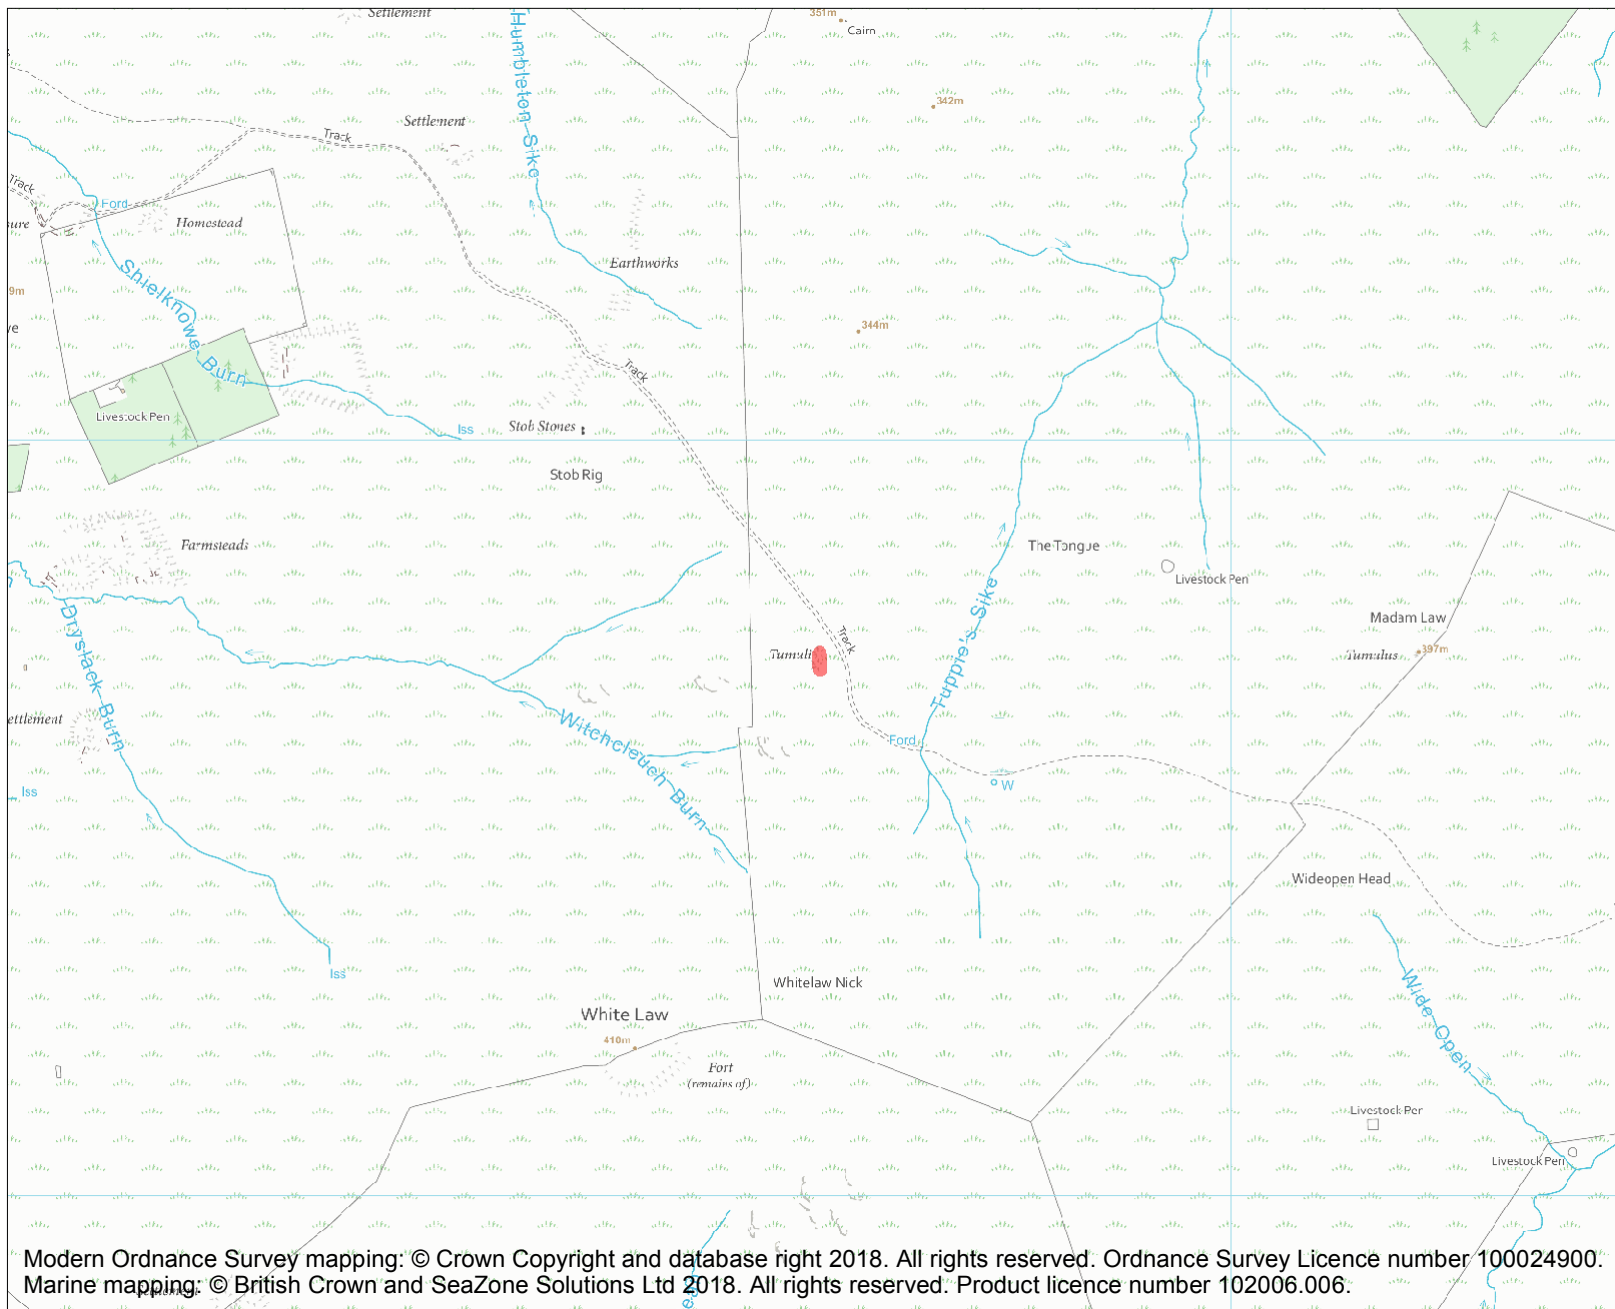 Settlement
351m
Cairn
Humbleton Sike
342m
Settlement
Track
Track
Ford
Homestead
Earthworks
Shielknowe Burn
9m
344m
Track
Livestock Pen
Iss
Stob Stones
Stob Rig
Farmsteads
The Tongue
Livestock Pen
Dryslack Burn
Tuppie's Sike
Madam Law
Track
Tumuli
Tumulus
397m
ettlement
Witchcleuch Burn
Ford
W
Iss
Wideopen Head
Iss
Whitelaw Nick
White Law
410m
Wide Open
Fort
(remains of)
Livestock Pen
Livestock Pen
Modern Ordnance Survey mapping: © Crown Copyright and database right 2018. All rights reserved. Ordnance Survey Licence number 100024900.
Marine mapping: © British Crown and SeaZone Solutions Ltd 2018. All rights reserved. Product licence number 102006.006.